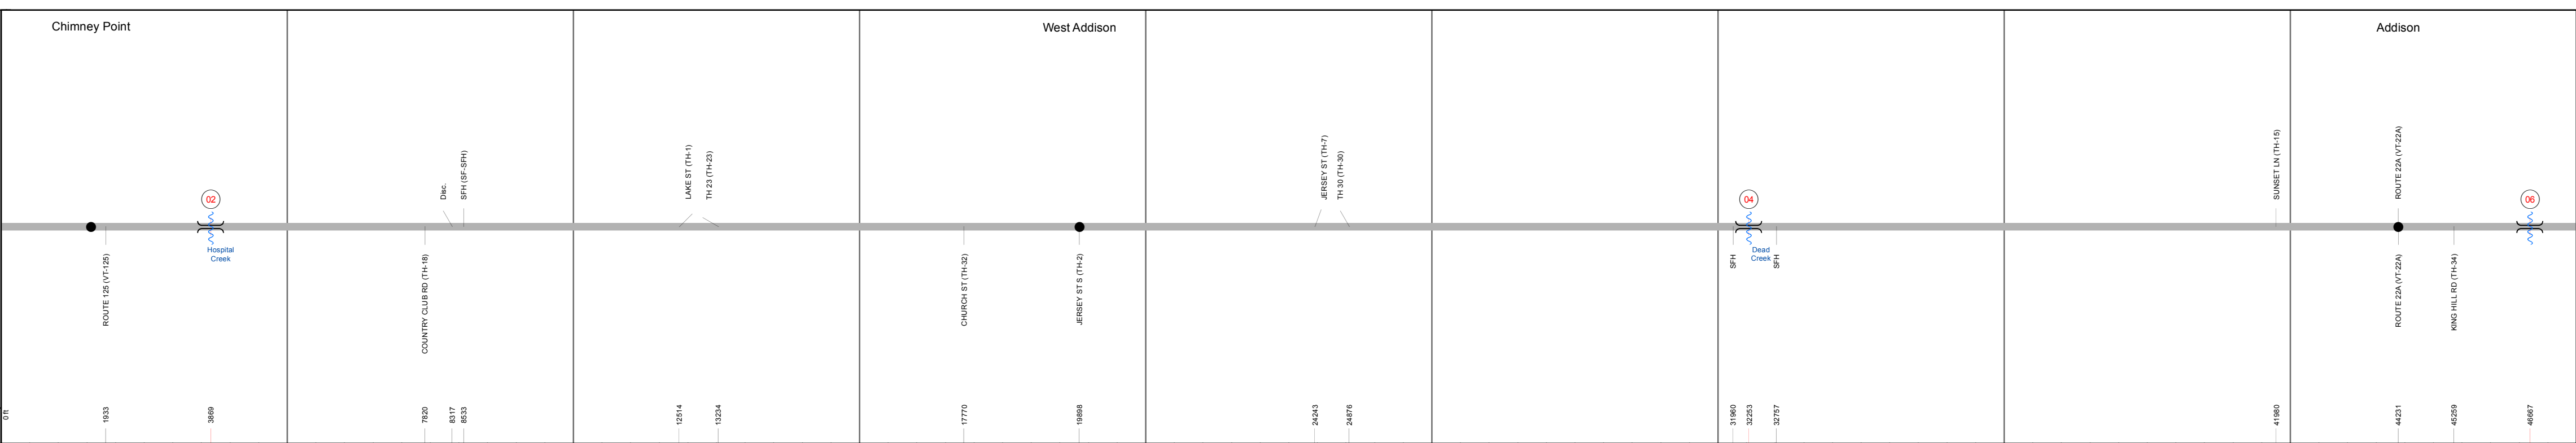 Chimney Point
West Addison
Addison
Disc.
SFH (SF-SFH)
LAKE ST (TH-1)
TH 23 (TH-23)
JERSEY ST (TH-7)
TH 30 (TH-30)
SUNSET LN (TH-15)
ROUTE 22A (VT-22A)
02
04
06
Hospital
Creek
Dead
Creek
ROUTE 125 (VT-125)
COUNTRY CLUB RD (TH-18)
CHURCH ST (TH-32)
JERSEY ST S (TH-2)
SFH
SFH
ROUTE 22A (VT-22A)
KING HILL RD (TH-34)
0 ft
1933
3869
7820
8317
8533
12514
13234
17770
19898
24243
24876
31960
32253
32757
41980
44231
45259
46667